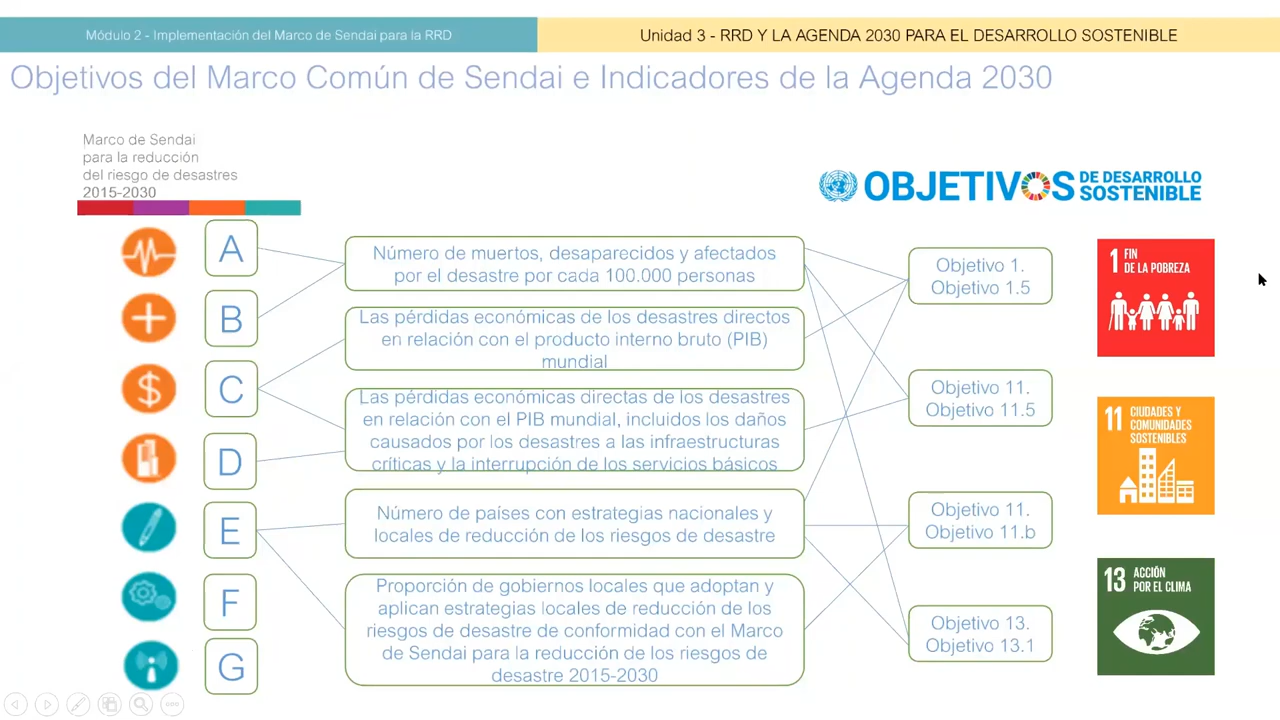 Módulo 2 - Implementación del Marco de Sendai para la RRD
Unidad 3 - RRD Y LA AGENDA 2030 PARA EL DESARROLLO SOSTENIBLE
Objetivos del Marco Común de Sendai e Indicadores de la Agenda 2030
Marco de Sendai
para la reducción
del riesgo de desastres
2015-2030
OBJETIVOS
DE DESARROLLO
SOSTENIBLE
A
B
$
C
D
E
F
G
Número de muertos, desaparecidos y afectados
por el desastre por cada 100.000 personas
Las pérdidas económicas de los desastres directos
en relación con el producto interno bruto (PIB)
mundial
Las pérdidas económicas directas de los desastres
en relación con el PIB mundial, incluidos los daños
causados por los desastres a las infraestructuras
críticas y la interrupción de los servicios básicos
Número de países con estrategias nacionales y
locales de reducción de los riesgos de desastre
Proporción de gobiernos locales que adoptan y
aplican estrategias locales de reducción de los
riesgos de desastre de conformidad con el Marco
de Sendai para la reducción de los riesgos de
desastre 2015-2030
Objetivo 1.
Objetivo 1.5
Objetivo 11.
Objetivo 11.5
Objetivo 11.
Objetivo 11.b
Objetivo 13.
Objetivo 13.1
1 FIN
DE LA POBREZA
11 CIUDADES Y
COMUNIDADES
SOSTENIBLES
13 ACCIÓN
POR EL CLIMA